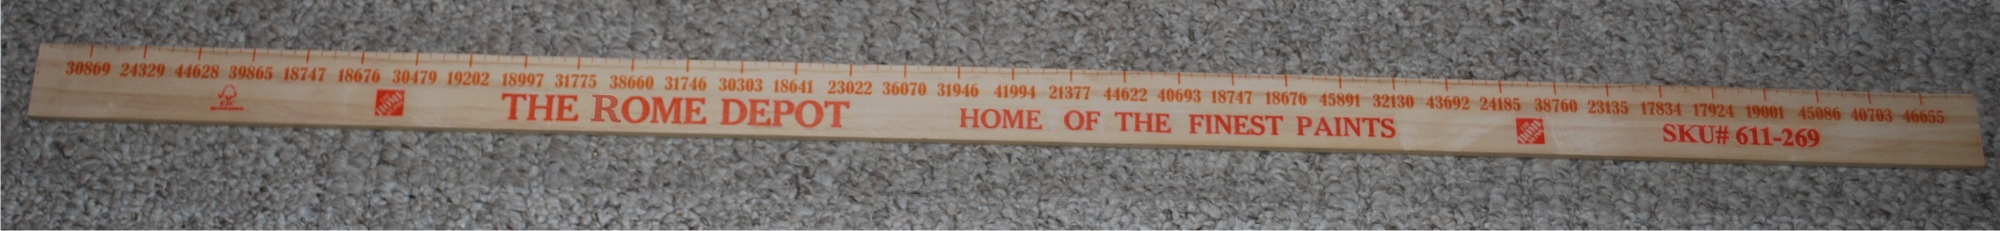 30869 24329 44628 39865 18747 18676 30479 19202 18997 31775 38660 31746 30303 18641 23022 36070 31946 41994 21377 44622 40693 18747 18676 45891 32130 43692 24185 38760 23135 17834 17924 19001 45086 40703 46655
FSC THE ROME DEPOT HOME OF THE FINEST PAINTS SKU# 611-269